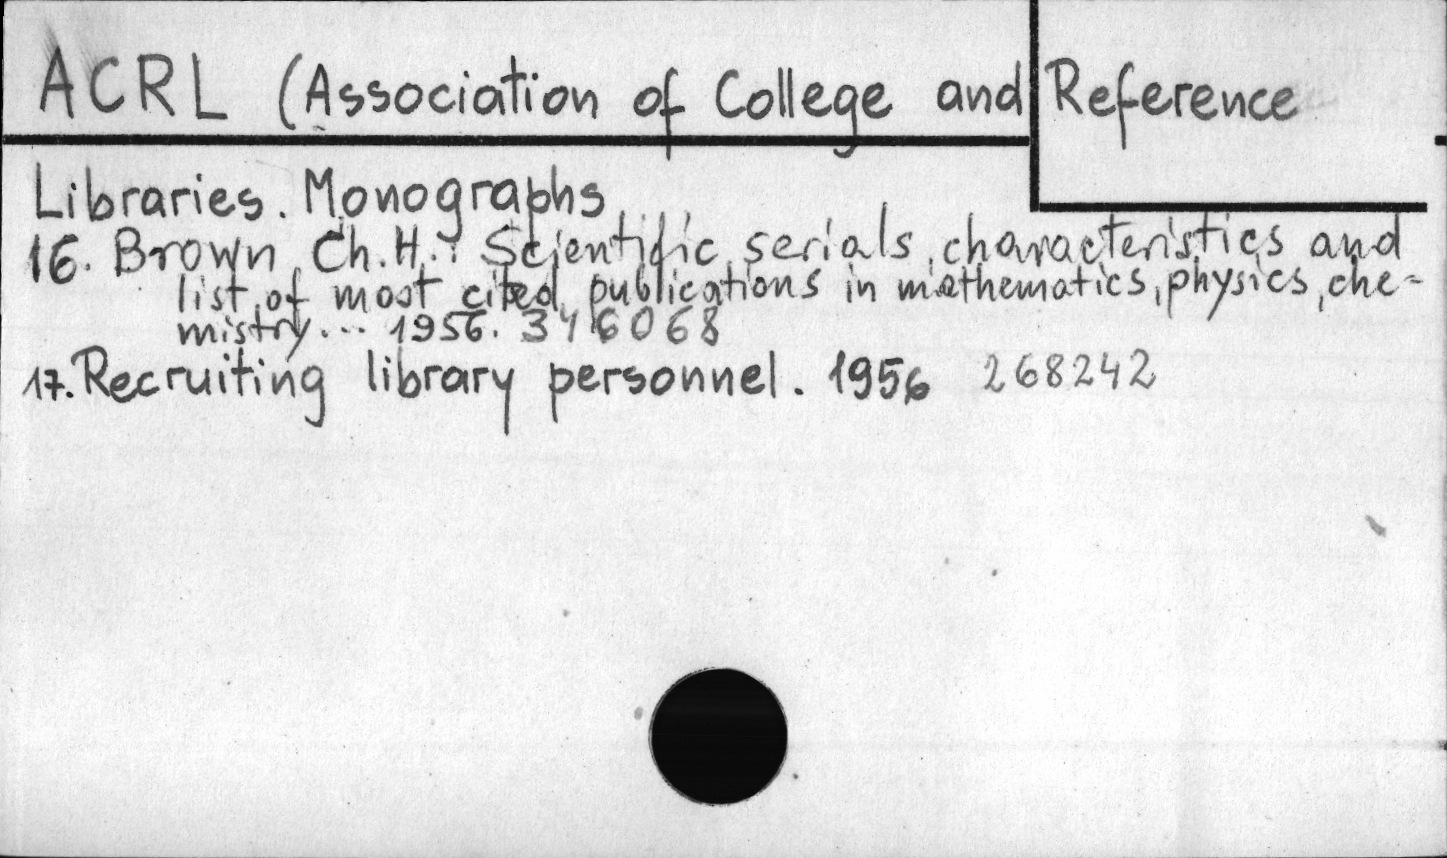 ACRL (Association of College and Reference
Libraries. Monographs
16. Brown, Ch.H.: Scientific serials, characteristics and
list of most cited publications in mathematics, physics, che-
mistry... 1956. 346068
17. Recruiting library personnel. 1956 268242